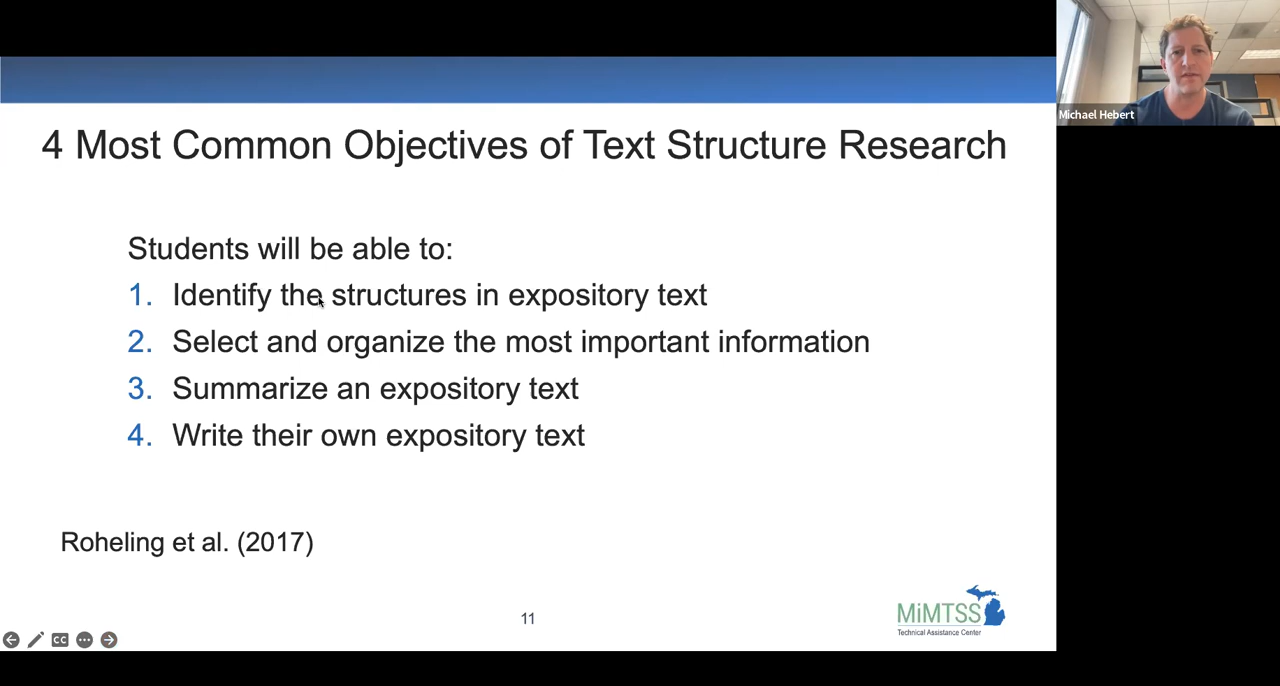 4 Most Common Objectives of Text Structure Research
Michael Hebert
Students will be able to:
1. Identify the structures in expository text
2. Select and organize the most important information
3. Summarize an expository text
4. Write their own expository text
Roheling et al. (2017)
11
MiMTSS
Technical Assistance Center
CC